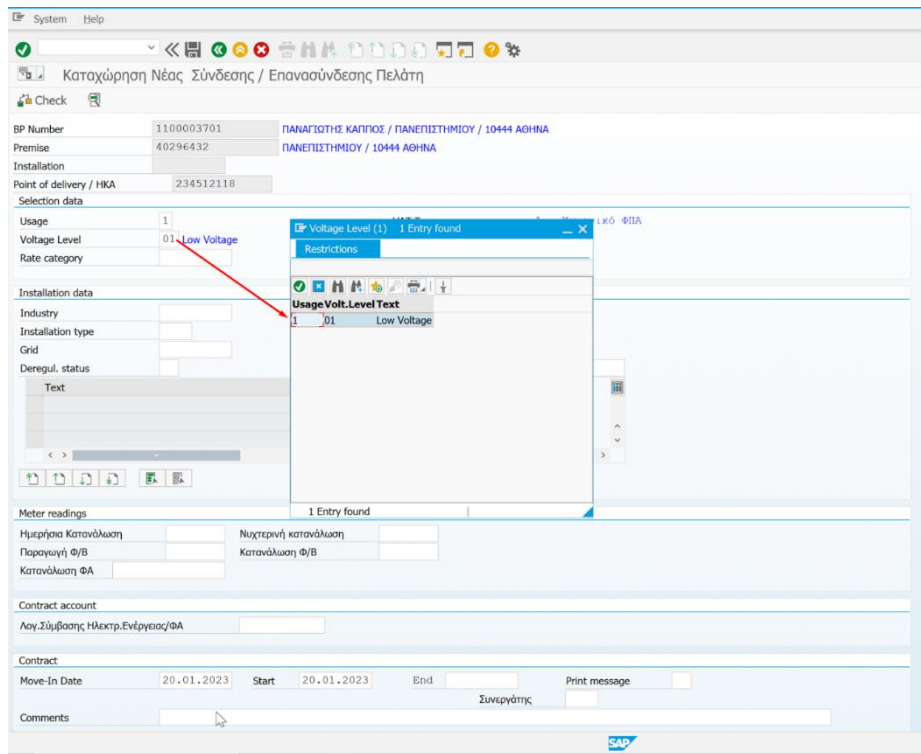 System Help
Καταχώρηση Νέας Σύνδεσης / Επανασύνδεσης Πελάτη
Check
BP Number 1100003701 ΠΑΝΑΓΙΩΤΗΣ ΚΑΠΠΟΣ / ΠΑΝΕΠΙΣΤΗΜΙΟΥ / 10444 ΑΘΗΝΑ
Premise 40296432 ΠΑΝΕΠΙΣΤΗΜΙΟΥ / 10444 ΑΘΗΝΑ
Installation
Point of delivery / ΗΚΑ 234512118
Selection data
Usage 1 ΦΠΑ
Voltage Level 01 Low Voltage
Rate category
Voltage Level (1) 1 Entry found
Restrictions
Usage Volt.Level Text
1 01 Low Voltage
1 Entry found
Installation data
Industry
Installation type
Grid
Deregul. status
Text
Meter readings
Ημερήσια Κατανάλωση Νυχτερινή κατανάλωση
Παραγωγή Φ/Β Κατανάλωση Φ/Β
Κατανάλωση ΦΑ
Contract account
Λογ.Σύμβασης Ηλεκτρ.Ενέργειας/ΦΑ
Contract
Move-In Date 20.01.2023 Start 20.01.2023 End Print message
Συνεργάτης
Comments
SAP